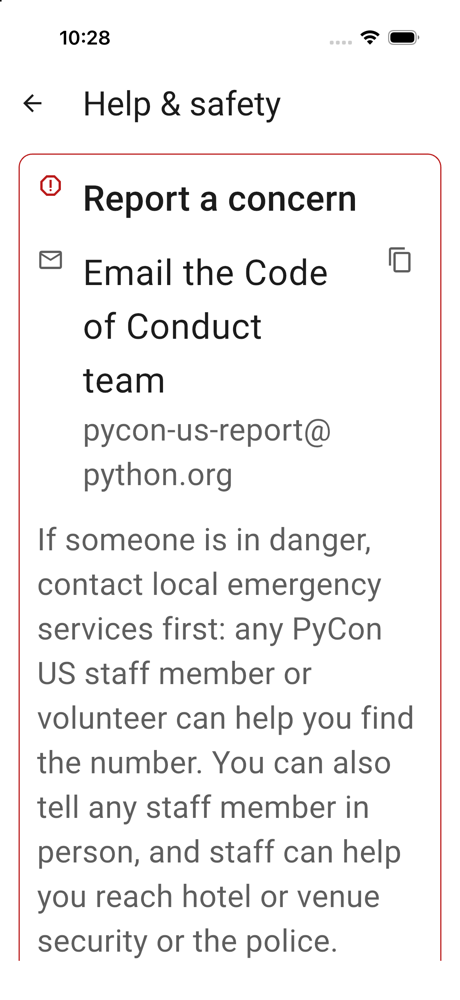 10:28
Help & safety
Report a concern
Email the Code
of Conduct
team
pycon-us-report@
python.org
If someone is in danger,
contact local emergency
services first: any PyCon
US staff member or
volunteer can help you find
the number. You can also
tell any staff member in
person, and staff can help
you reach hotel or venue
security or the police.